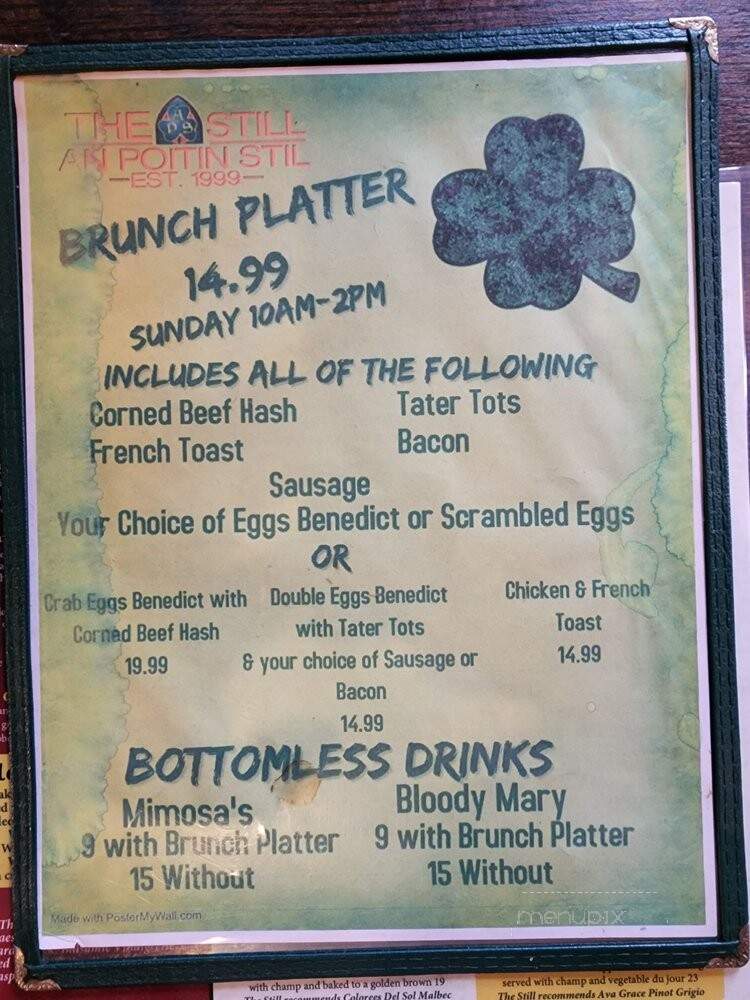 THE STILL
ADS
AN POITIN STIL
—EST. 1999—
BRUNCH PLATTER
14.99
SUNDAY 10AM-2PM
INCLUDES ALL OF THE FOLLOWING
Corned Beef Hash Tater Tots
French Toast Bacon
Sausage
Your Choice of Eggs Benedict or Scrambled Eggs
OR
Crab Eggs Benedict with
Corned Beef Hash
19.99
Double Eggs Benedict
with Tater Tots
& your choice of Sausage or
Bacon
14.99
Chicken & French
Toast
14.99
BOTTOMLESS DRINKS
Mimosa's
9 with Brunch Platter
15 Without
Bloody Mary
9 with Brunch Platter
15 Without
Made with PosterMyWall.com
menupix
with champ and baked to a golden brown 19
The Still recommends Colores Del Sol Malbec
served with champ and vegetable du jour 23
The Still recommends Ava Grace Pinot Grigio